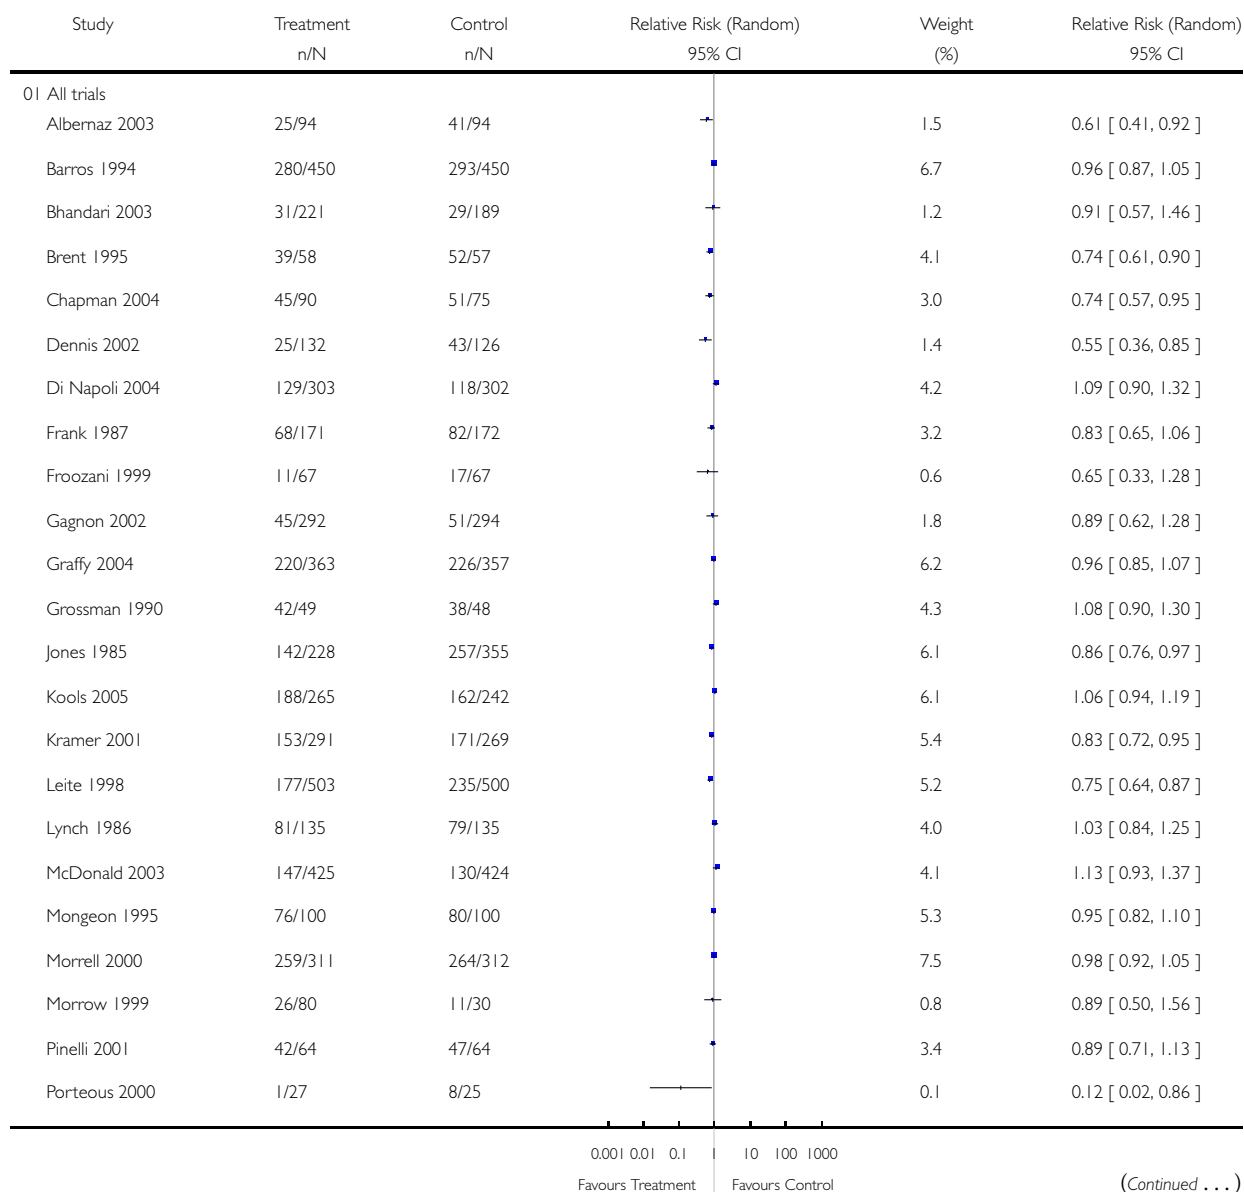 Study Treatment Control Relative Risk (Random) Weight Relative Risk (Random)
n/N n/N 95% CI (%) 95% CI
01 All trials
Albernaz 2003 25/94 41/94 1.5 0.61 [ 0.41, 0.92 ]
Barros 1994 280/450 293/450 6.7 0.96 [ 0.87, 1.05 ]
Bhandari 2003 31/221 29/189 1.2 0.91 [ 0.57, 1.46 ]
Brent 1995 39/58 52/57 4.1 0.74 [ 0.61, 0.90 ]
Chapman 2004 45/90 51/75 3.0 0.74 [ 0.57, 0.95 ]
Dennis 2002 25/132 43/126 1.4 0.55 [ 0.36, 0.85 ]
Di Napoli 2004 129/303 118/302 4.2 1.09 [ 0.90, 1.32 ]
Frank 1987 68/171 82/172 3.2 0.83 [ 0.65, 1.06 ]
Froozani 1999 11/67 17/67 0.6 0.65 [ 0.33, 1.28 ]
Gagnon 2002 45/292 51/294 1.8 0.89 [ 0.62, 1.28 ]
Graffy 2004 220/363 226/357 6.2 0.96 [ 0.85, 1.07 ]
Grossman 1990 42/49 38/48 4.3 1.08 [ 0.90, 1.30 ]
Jones 1985 142/228 257/355 6.1 0.86 [ 0.76, 0.97 ]
Kools 2005 188/265 162/242 6.1 1.06 [ 0.94, 1.19 ]
Kramer 2001 153/291 171/269 5.4 0.83 [ 0.72, 0.95 ]
Leite 1998 177/503 235/500 5.2 0.75 [ 0.64, 0.87 ]
Lynch 1986 81/135 79/135 4.0 1.03 [ 0.84, 1.25 ]
McDonald 2003 147/425 130/424 4.1 1.13 [ 0.93, 1.37 ]
Mongeon 1995 76/100 80/100 5.3 0.95 [ 0.82, 1.10 ]
Morrell 2000 259/311 264/312 7.5 0.98 [ 0.92, 1.05 ]
Morrow 1999 26/80 11/30 0.8 0.89 [ 0.50, 1.56 ]
Pinelli 2001 42/64 47/64 3.4 0.89 [ 0.71, 1.13 ]
Porteous 2000 1/27 8/25 0.1 0.12 [ 0.02, 0.86 ]
0.001 0.01 0.1 1 10 100 1000
Favours Treatment Favours Control (Continued . . . )